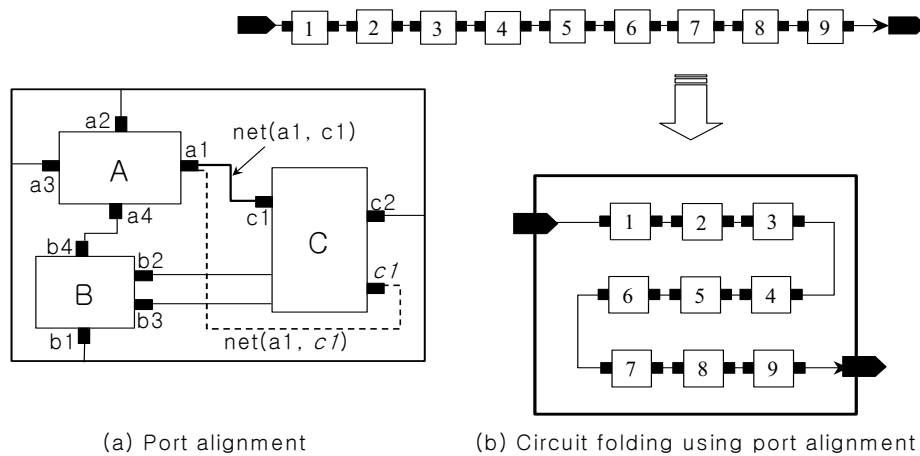 1 2 3 4 5 6 7 8 9
net(a1, c1)
a2
a1
A
a3
a4
c1
c2
C
b4
b2
c1
B
b3
b1
net(a1, c1)
1 2 3
6 5 4
7 8 9
(a) Port alignment
(b) Circuit folding using port alignment